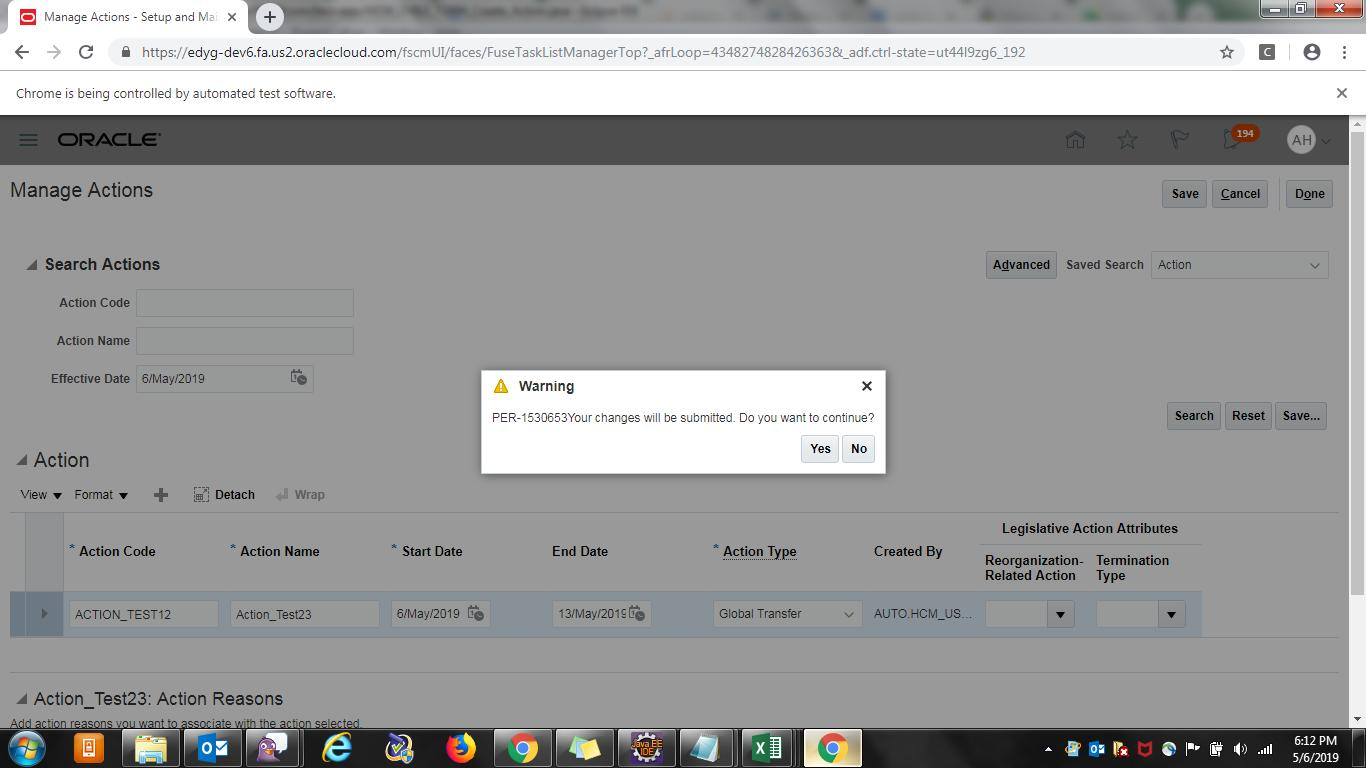 Manage Actions - Setup and Mai
https://edyg-dev6.fa.us2.oraclecloud.com/fscmUI/faces/FuseTaskListManagerTop?_afrLoop=43482748284263363&_adf.ctrl-state=ut44l9zg6_192
C
Chrome is being controlled by automated test software.
ORACLE
194
AH
Manage Actions
Save
Cancel
Done
Search Actions
Advanced
Saved Search
Action
Action Code
Action Name
Effective Date
6/May/2019
Warning
PER-1530653Your changes will be submitted. Do you want to continue?
Yes
No
Search
Reset
Save...
Action
View
Format
Detach
Wrap
Legislative Action Attributes
* Action Code
* Action Name
* Start Date
End Date
* Action Type
Created By
Reorganization-
Related Action
Termination
Type
ACTION_TEST12
Action_Test23
6/May/2019
13/May/2019
Global Transfer
AUTO.HCM_US...
Action_Test23: Action Reasons
Add action reasons you want to associate with the action selected.
Java EE
IDE
6:12 PM
5/6/2019